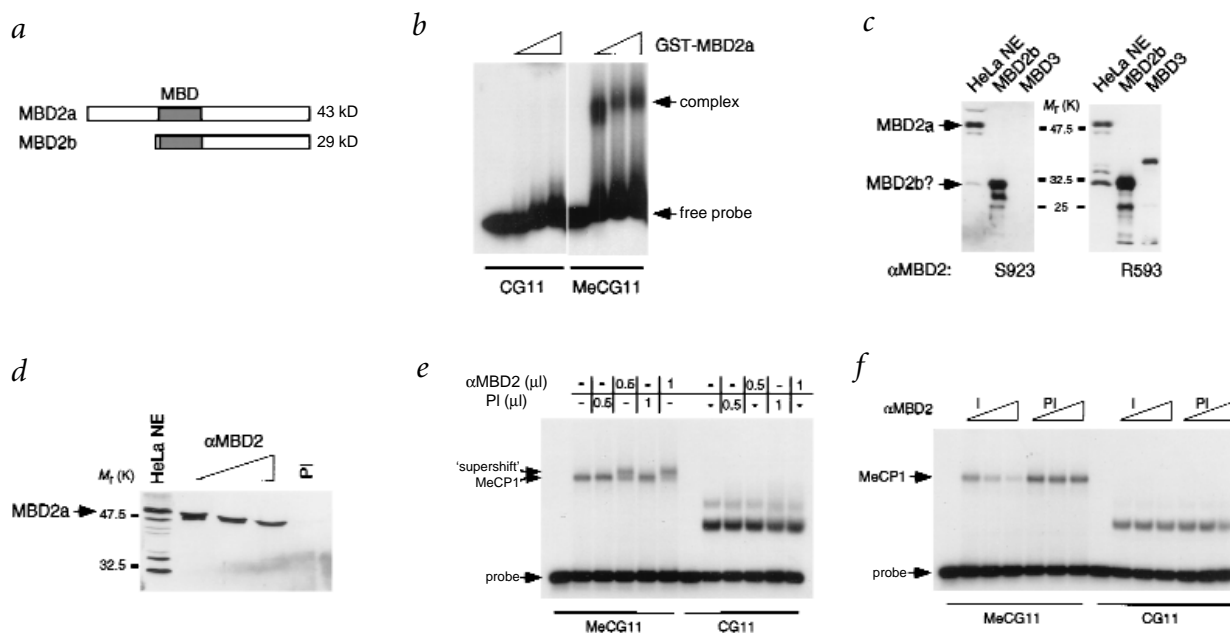 a
MBD
MBD2a 43 kD
MBD2b 29 kD
b
GST-MBD2a
complex
free probe
CG11 MeCG11
c
HeLa NE MBD2b MBD3 HeLa NE MBD2b MBD3
Mr (K)
MBD2a
47.5
MBD2b?
32.5
25
αMBD2: S923 R593
d
HeLa NE αMBD2 PI
Mr (K)
MBD2a
47.5
32.5
e
αMBD2 (µl) - - 0.5 - 1 - - 0.5 - 1
PI (µl) - 0.5 - 1 - - 0.5 - 1 -
'supershift'
MeCP1
probe
MeCG11 CG11
f
αMBD2 I PI I PI
MeCP1
probe
MeCG11 CG11